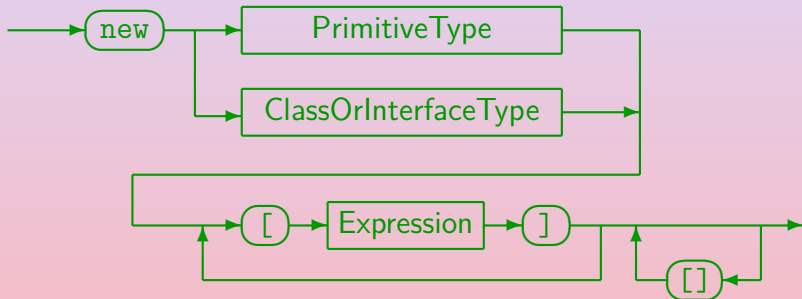 new PrimitiveType
ClassOrInterfaceType
[ Expression ]
[]